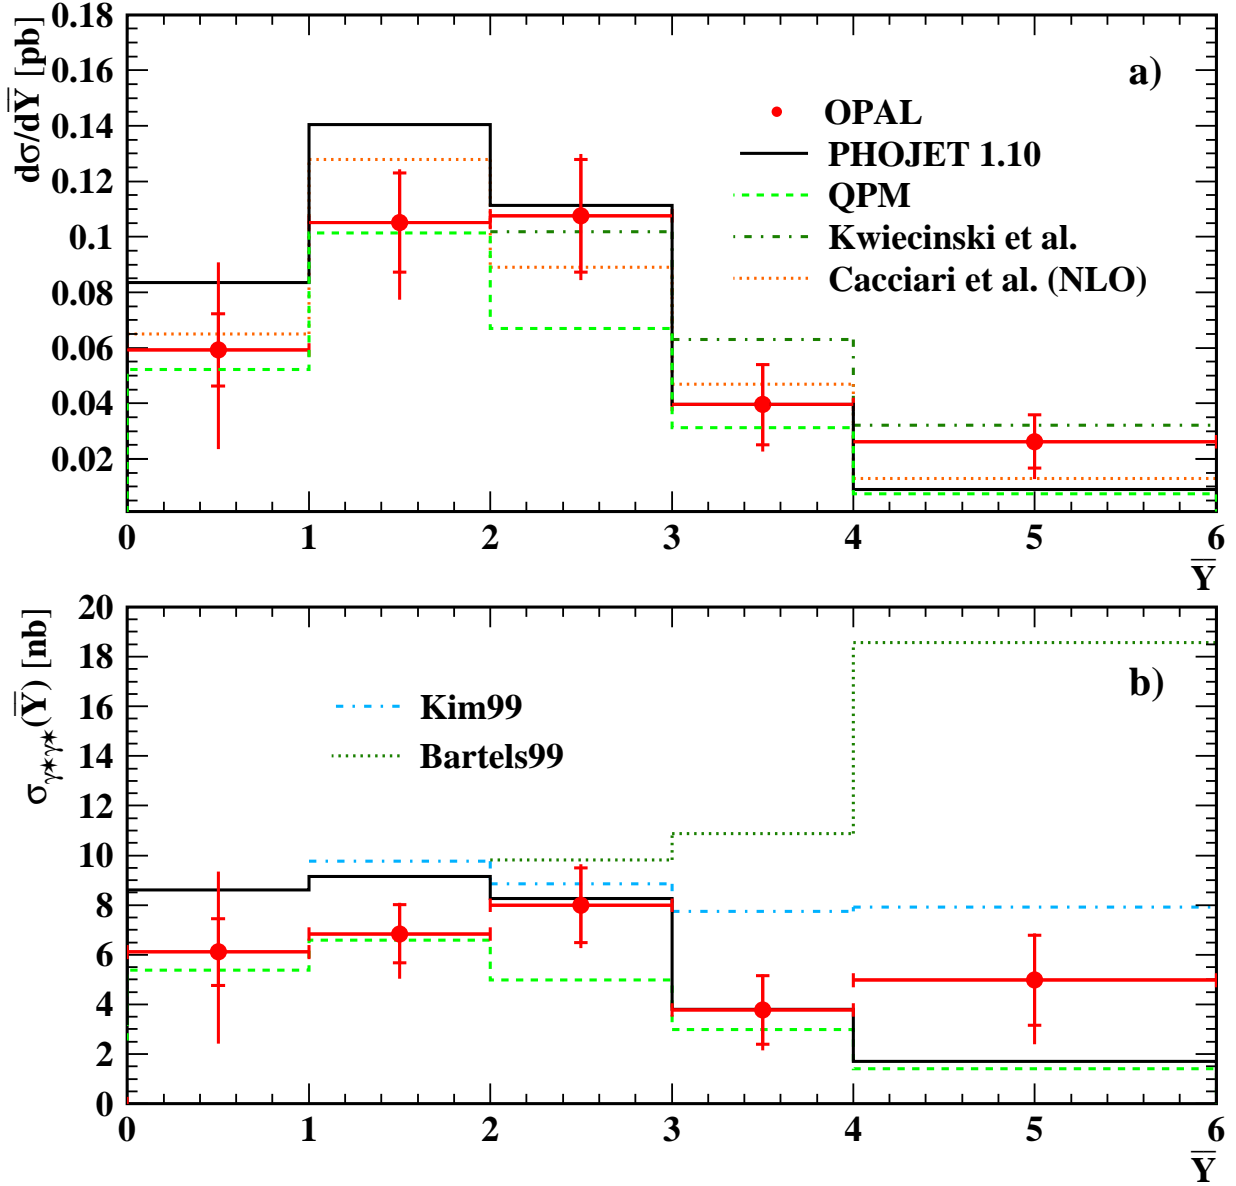 0.18
0.16
0.14
0.12
0.1
0.08
0.06
0.04
0.02
dσ/dY̅ [pb]
a)
OPAL
PHOJET 1.10
QPM
Kwiecinski et al.
Cacciari et al. (NLO)
0 1 2 3 4 5 6
Y̅
20
18
16
14
12
10
8
6
4
2
0
σγ*γ*(Y̅) [nb]
b)
Kim99
Bartels99
0 1 2 3 4 5 6
Y̅